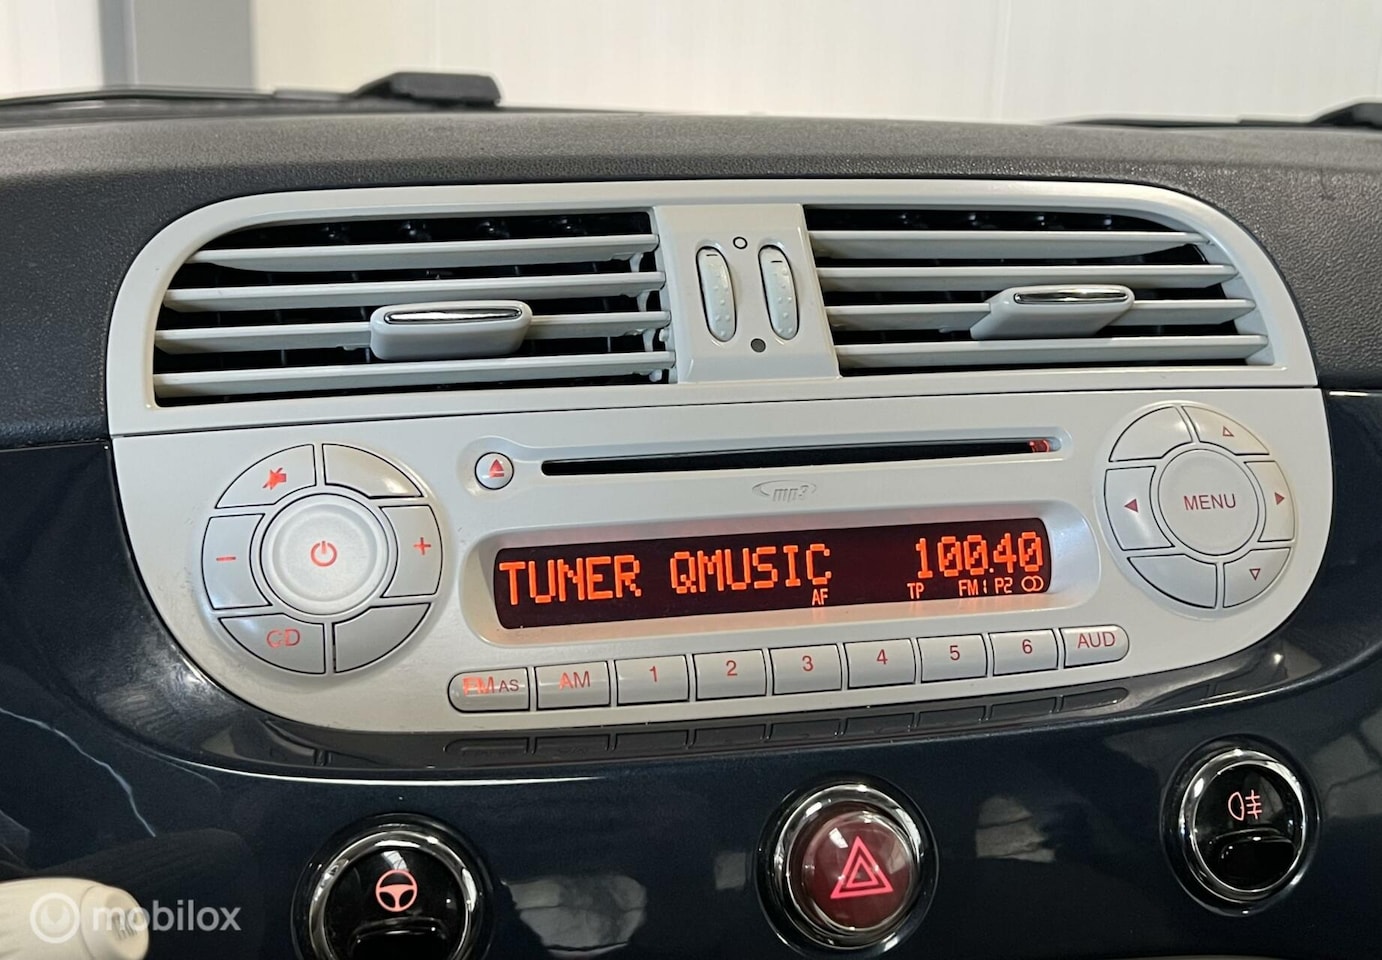 mp3
TUNER QMUSIC 100.40
AF TP FM1 P2
MENU
- +
CD
FM AS AM 1 2 3 4 5 6 AUD
mobilox